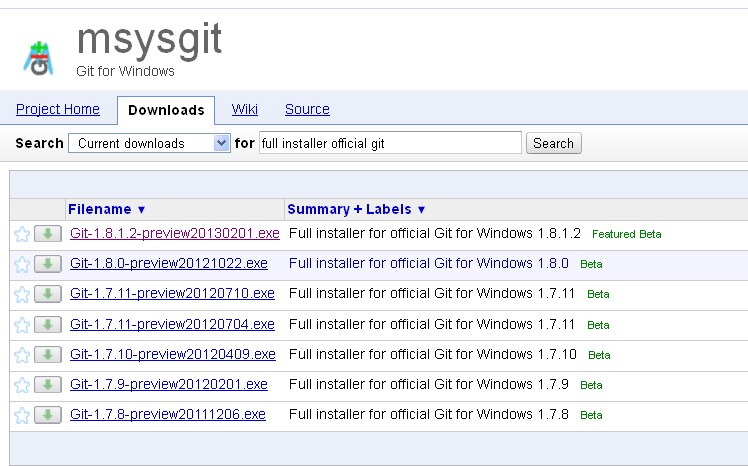 msysgit
Git for Windows
Project Home Downloads Wiki Source
Search Current downloads for full installer official git Search
Filename ▼ Summary + Labels ▼
Git-1.8.1.2-preview20130201.exe Full installer for official Git for Windows 1.8.1.2 Featured Beta
Git-1.8.0-preview20121022.exe Full installer for official Git for Windows 1.8.0 Beta
Git-1.7.11-preview20120710.exe Full installer for official Git for Windows 1.7.11 Beta
Git-1.7.11-preview20120704.exe Full installer for official Git for Windows 1.7.11 Beta
Git-1.7.10-preview20120409.exe Full installer for official Git for Windows 1.7.10 Beta
Git-1.7.9-preview20120201.exe Full installer for official Git for Windows 1.7.9 Beta
Git-1.7.8-preview20111206.exe Full installer for official Git for Windows 1.7.8 Beta